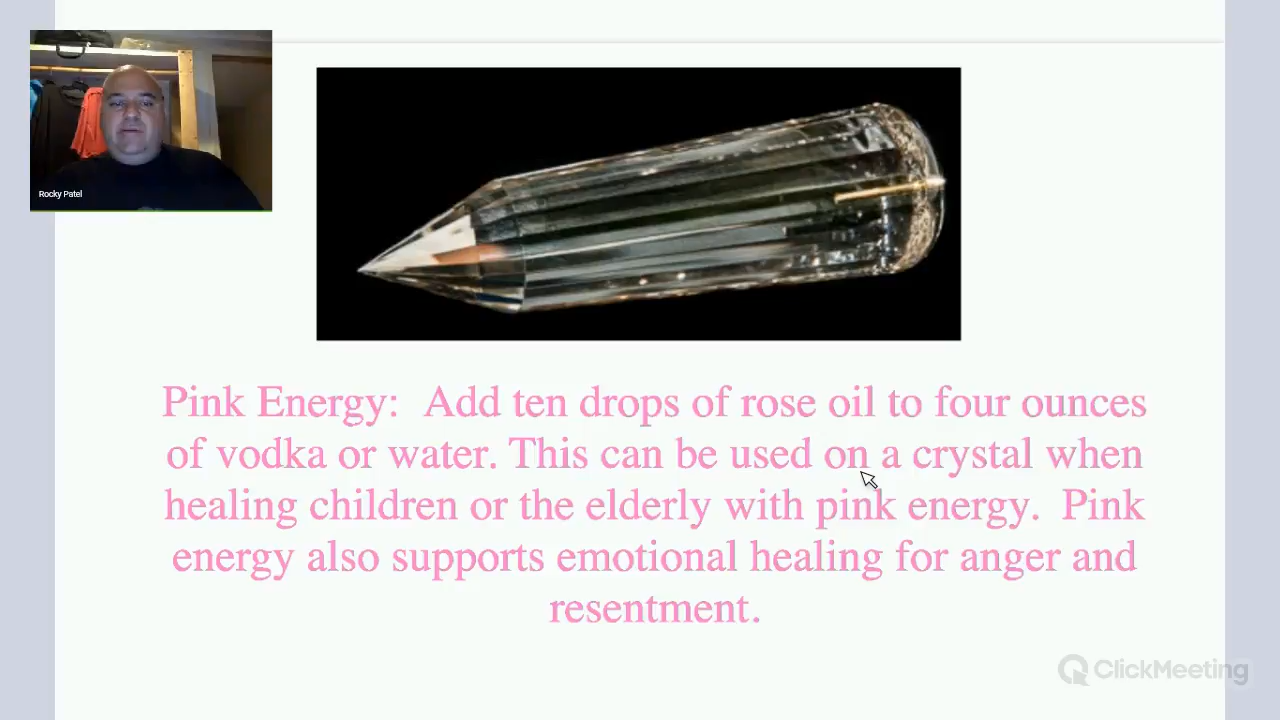 Rocky Patel
Pink Energy:  Add ten drops of rose oil to four ounces
of vodka or water. This can be used on a crystal when
healing children or the elderly with pink energy.  Pink
energy also supports emotional healing for anger and
resentment.
ClickMeeting